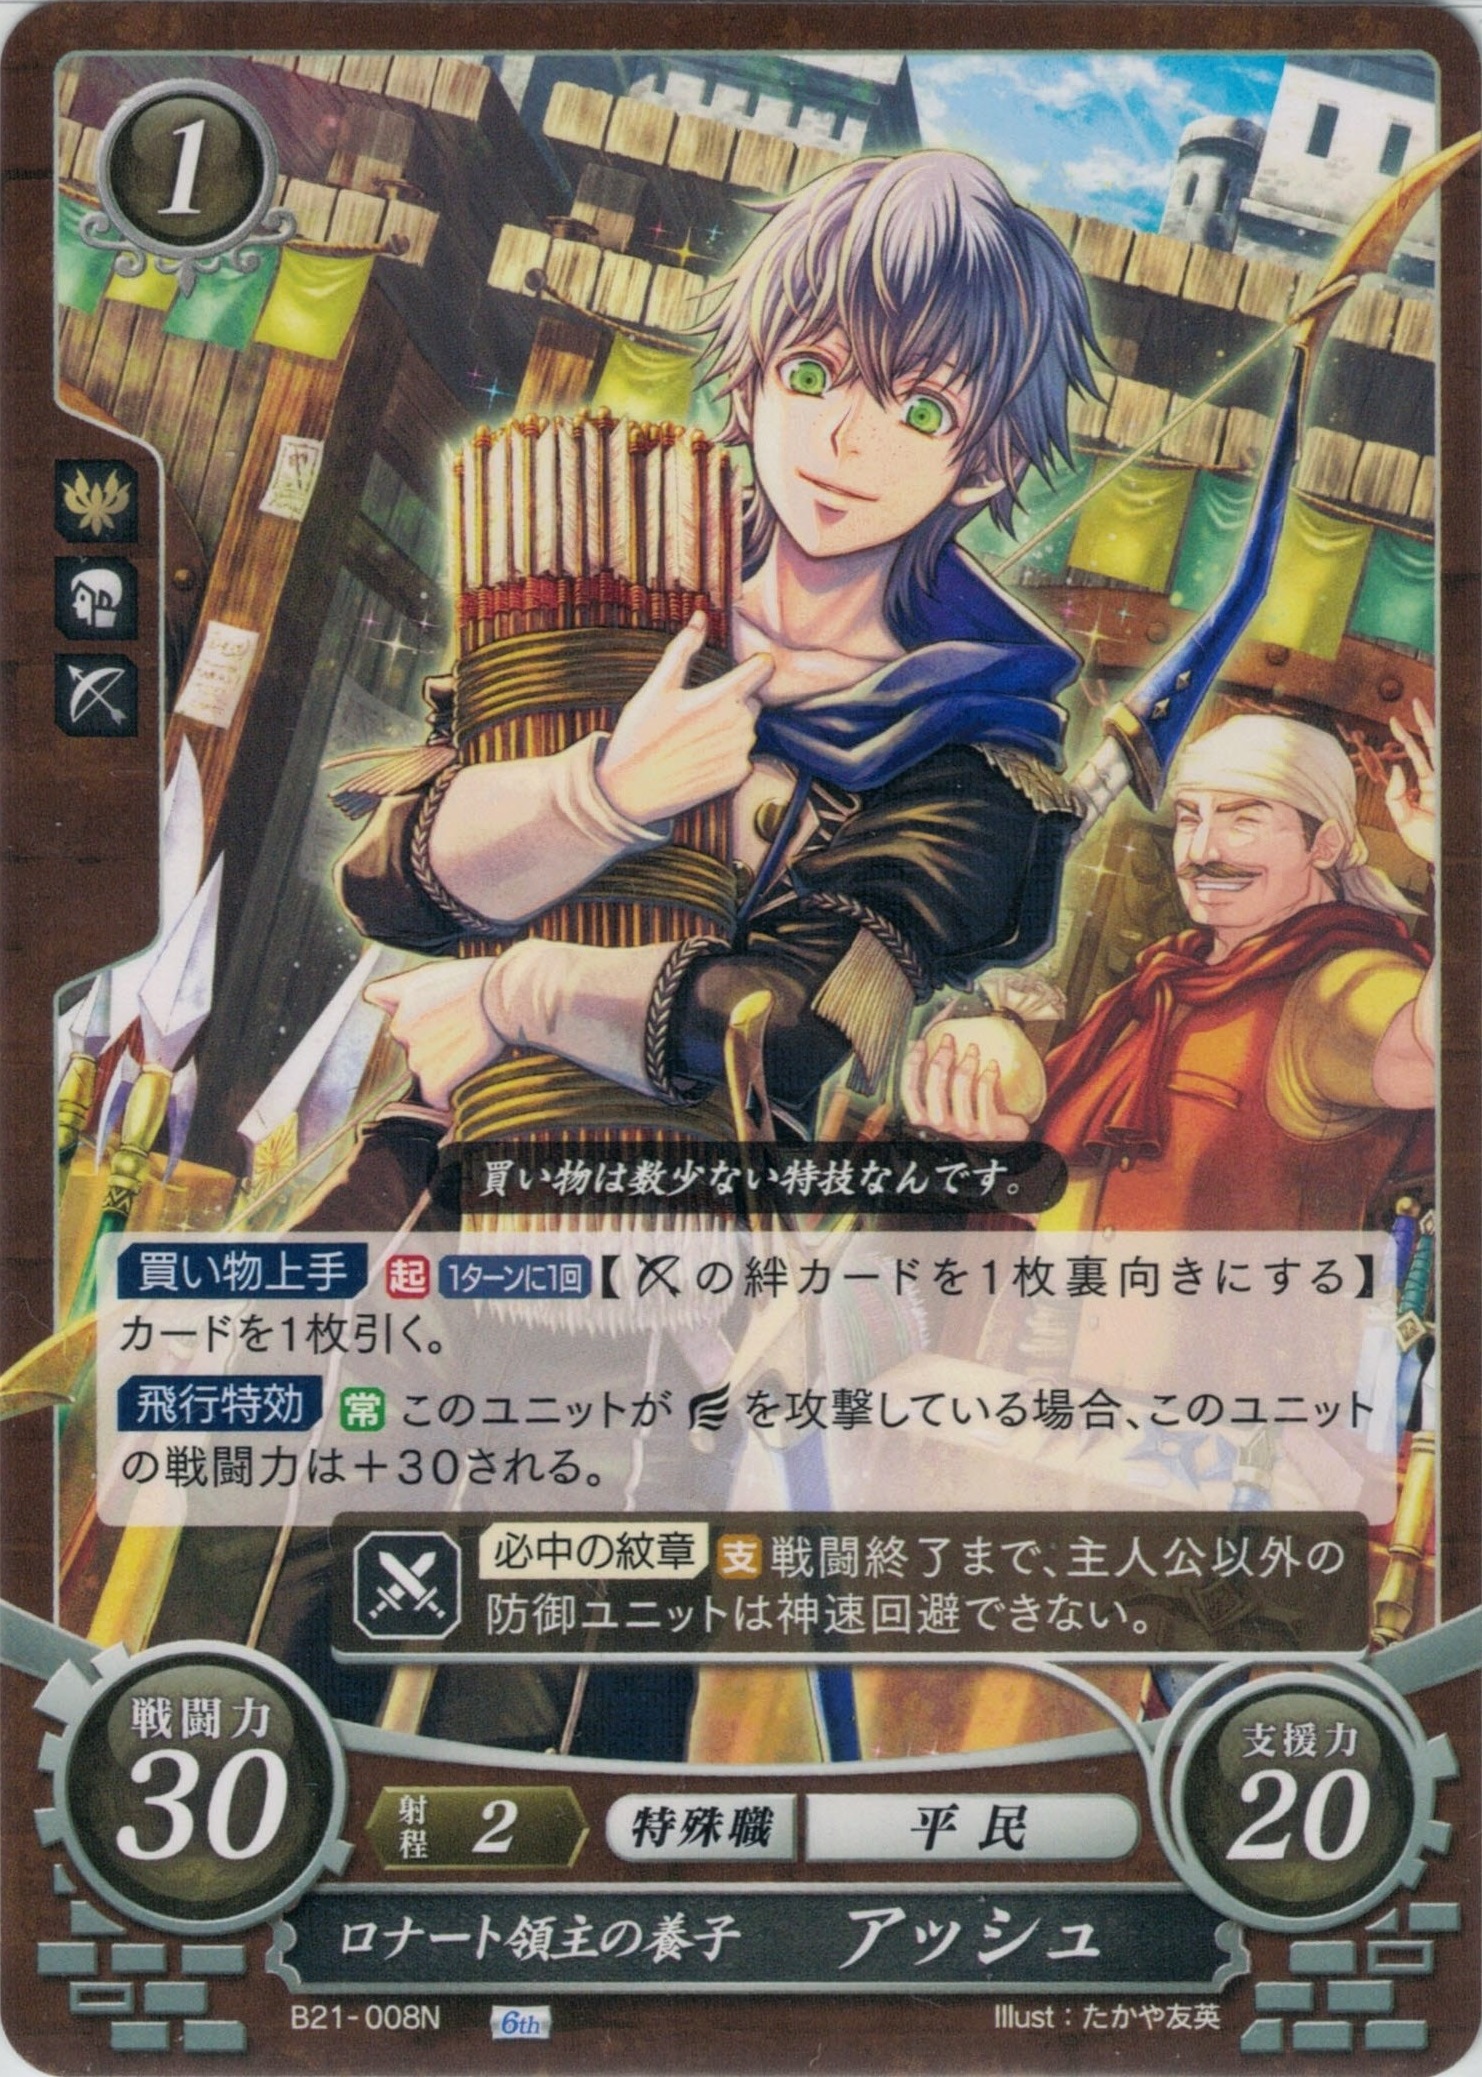 1
買い物は数少ない特技なんです。
買い物上手 起 1ターンに1回【 の絆カードを1枚裏向きにする】
カードを1枚引く。
飛行特効 常 このユニットが を攻撃している場合、このユニット
の戦闘力は+30される。
必中の紋章 支 戦闘終了まで、主人公以外の
防御ユニットは神速回避できない。
戦闘力
30
射程 2 特殊職 平民
支援力
20
ロナート領主の養子 アッシュ
B21-008N 6th Illust:たかや友英